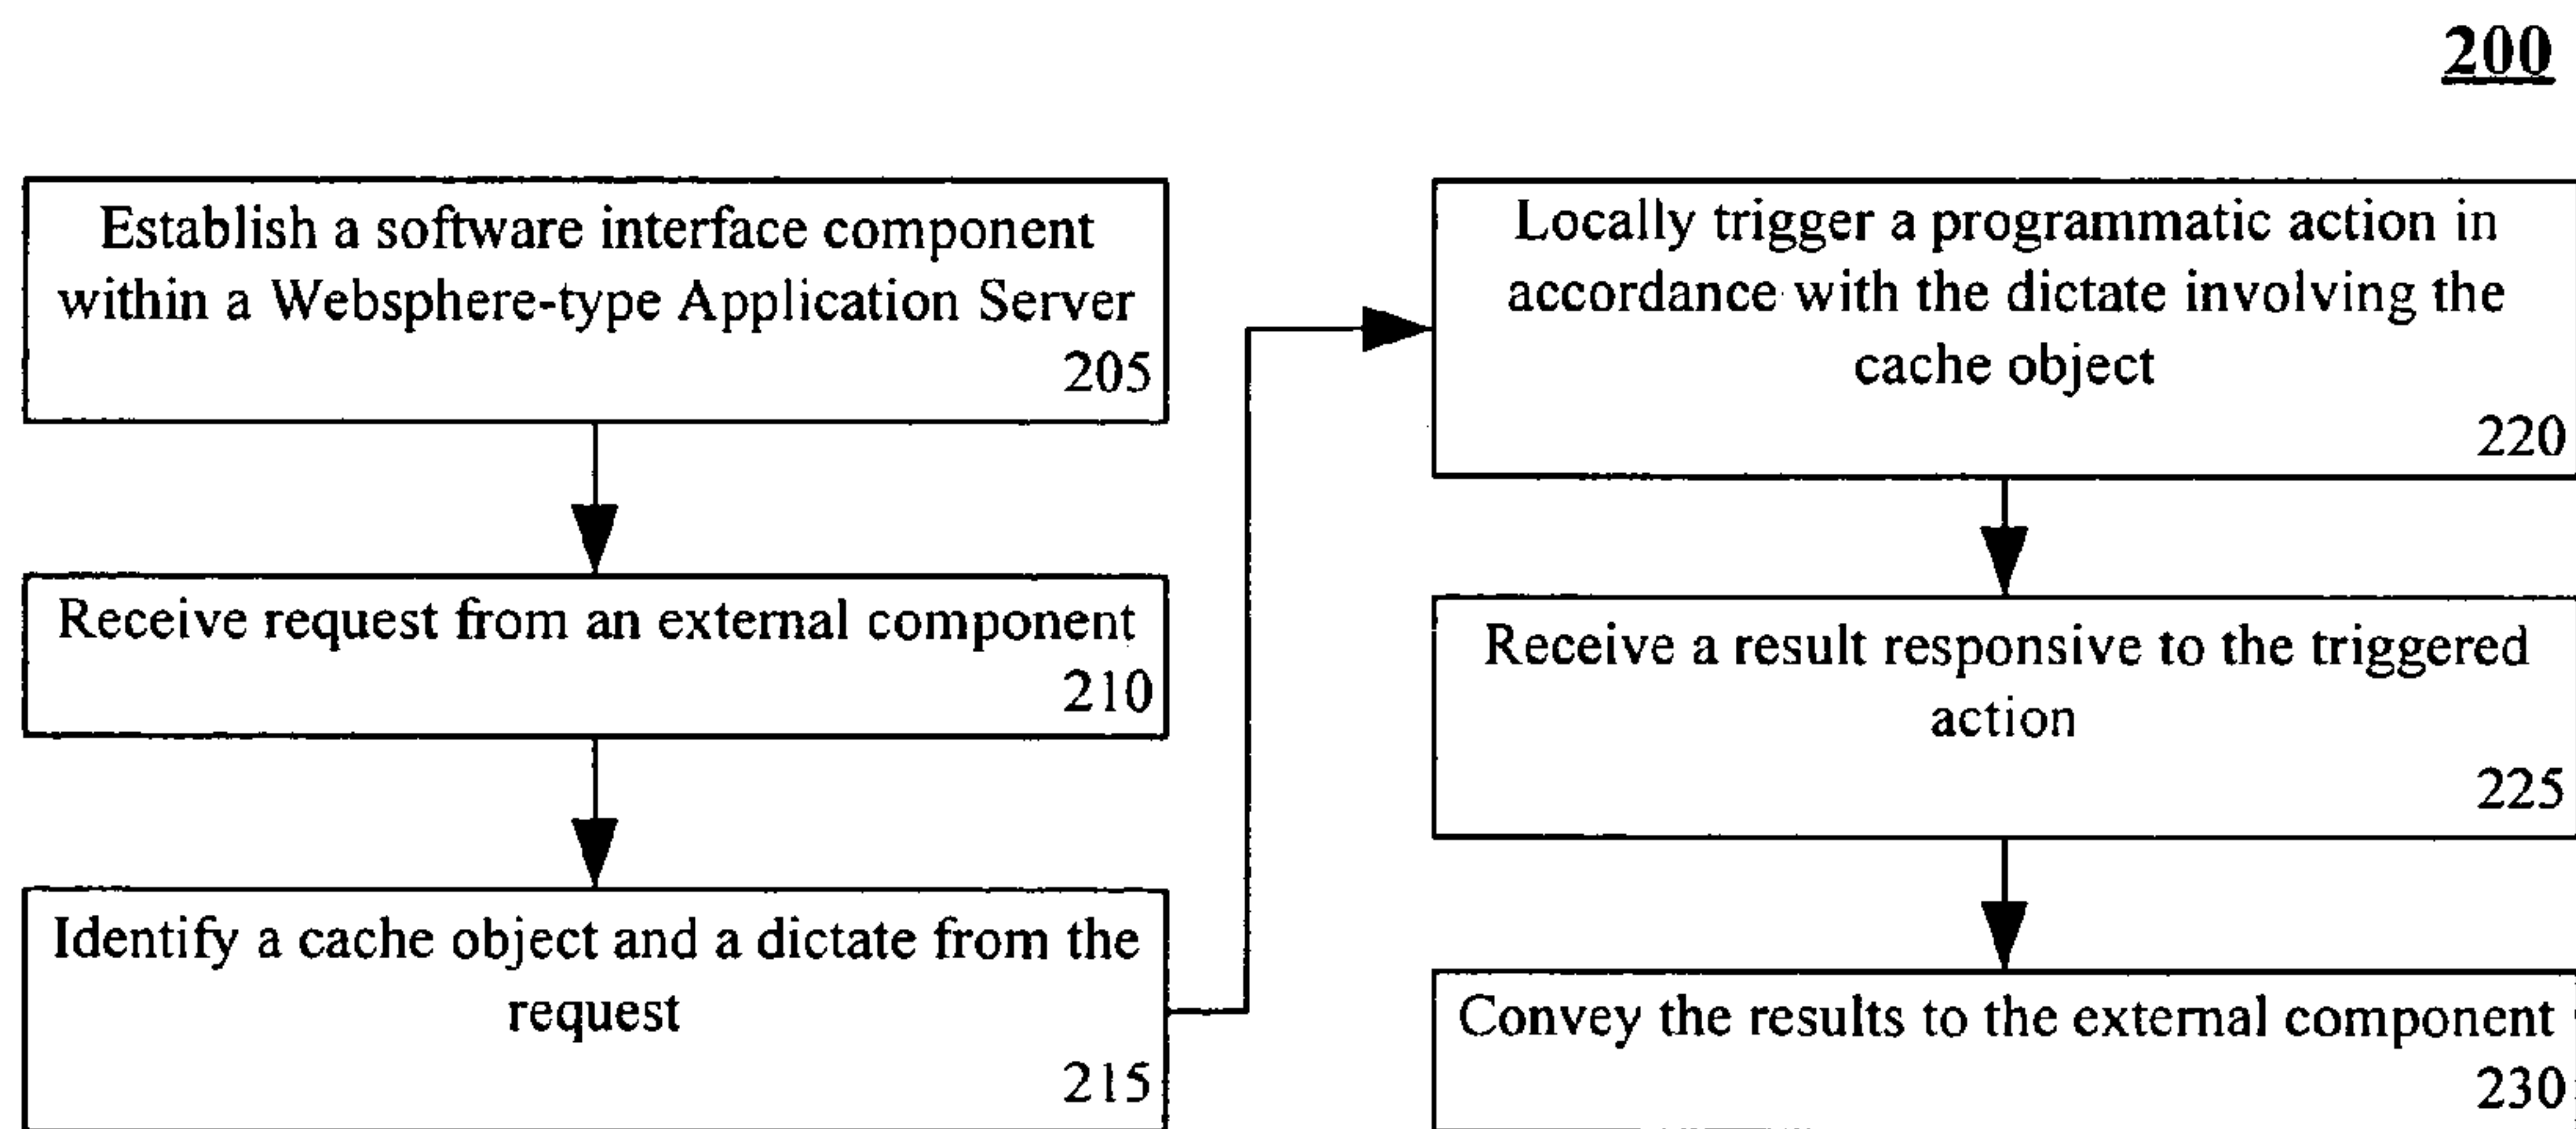 200
Establish a software interface component
within a Websphere-type Application Server
205
Receive request from an external component
210
Identify a cache object and a dictate from the
request
215
Locally trigger a programmatic action in
accordance with the dictate involving the
cache object
220
Receive a result responsive to the triggered
action
225
Convey the results to the external component
230